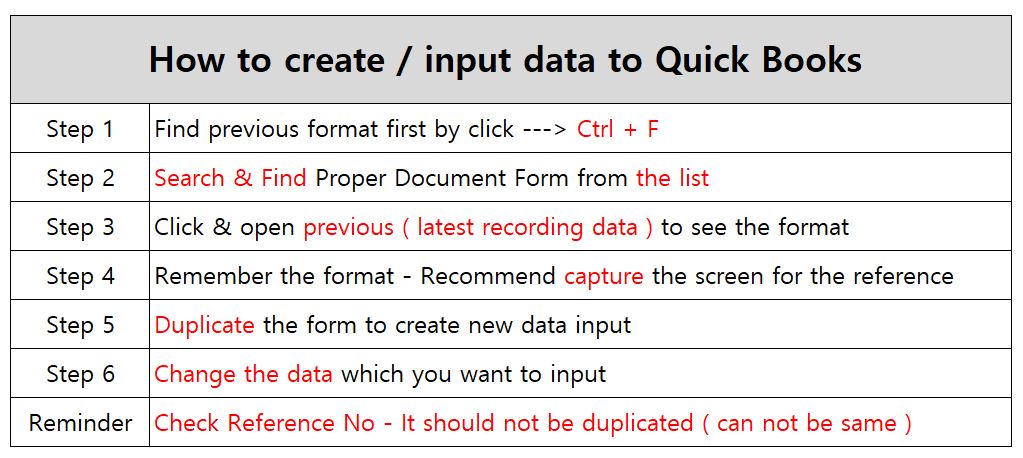 How to create / input data to Quick Books
Step 1 Find previous format first by click ---> Ctrl + F
Step 2 Search & Find Proper Document Form from the list
Step 3 Click & open previous ( latest recording data ) to see the format
Step 4 Remember the format - Recommend capture the screen for the reference
Step 5 Duplicate the form to create new data input
Step 6 Change the data which you want to input
Reminder Check Reference No - It should not be duplicated ( can not be same )